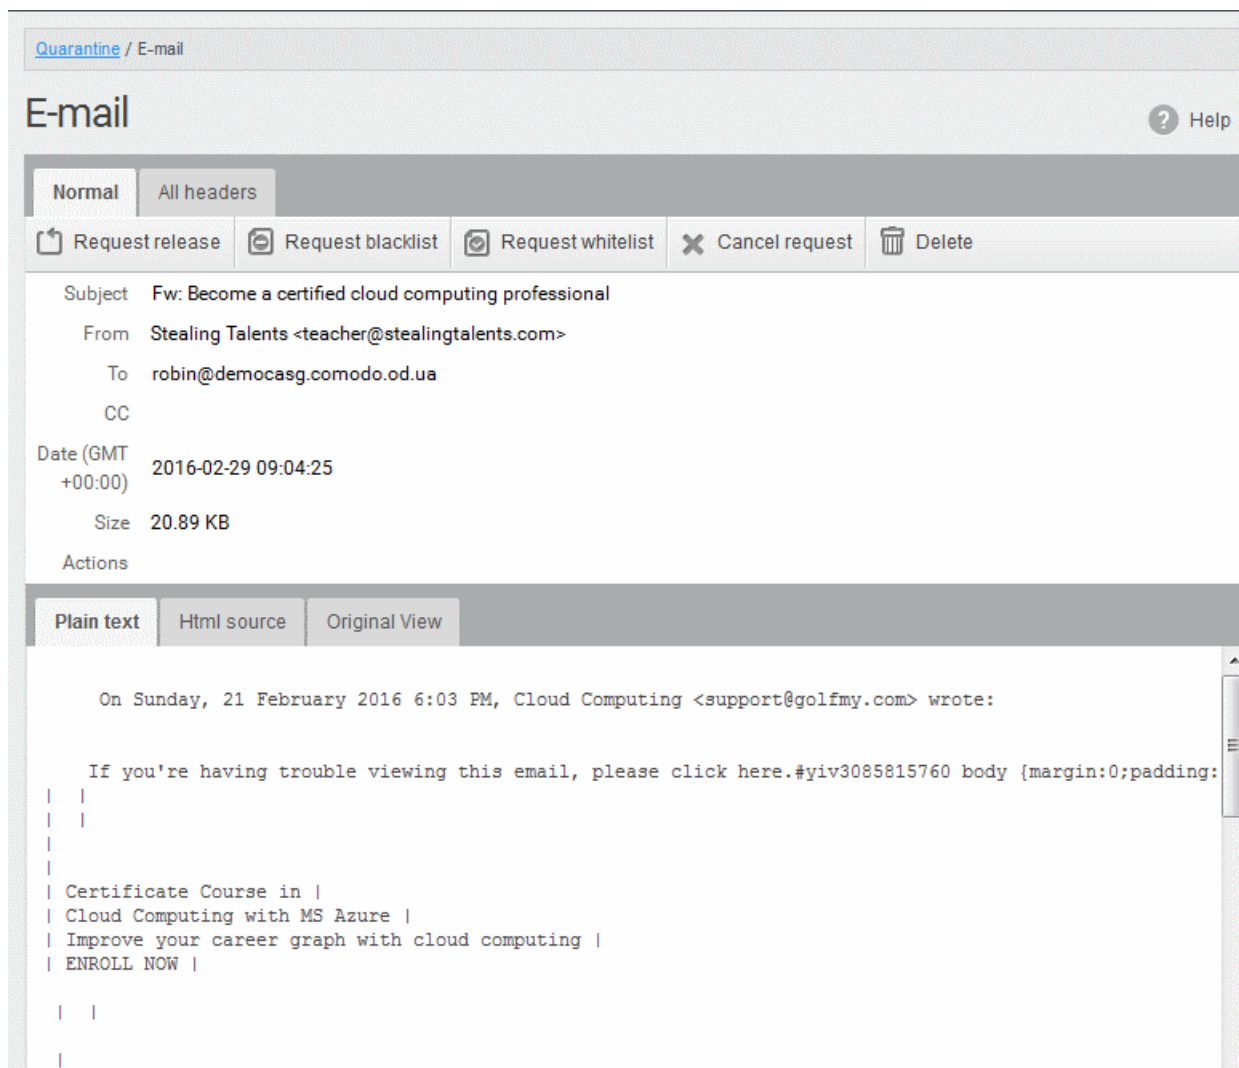 Quarantine / E-mail
E-mail
? Help
Normal All headers
Request release Request blacklist Request whitelist Cancel request Delete
Subject Fw: Become a certified cloud computing professional
From Stealing Talents <teacher@stealingtalents.com>
To robin@democasg.comodo.od.ua
CC
Date (GMT
+00:00) 2016-02-29 09:04:25
Size 20.89 KB
Actions
Plain text Html source Original View
On Sunday, 21 February 2016 6:03 PM, Cloud Computing <support@golfmy.com> wrote:
If you're having trouble viewing this email, please click here.#yiv3085815760 body {margin:0;padding:
| |
| |
|
|
| Certificate Course in |
| Cloud Computing with MS Azure |
| Improve your career graph with cloud computing |
| ENROLL NOW |
| |
|